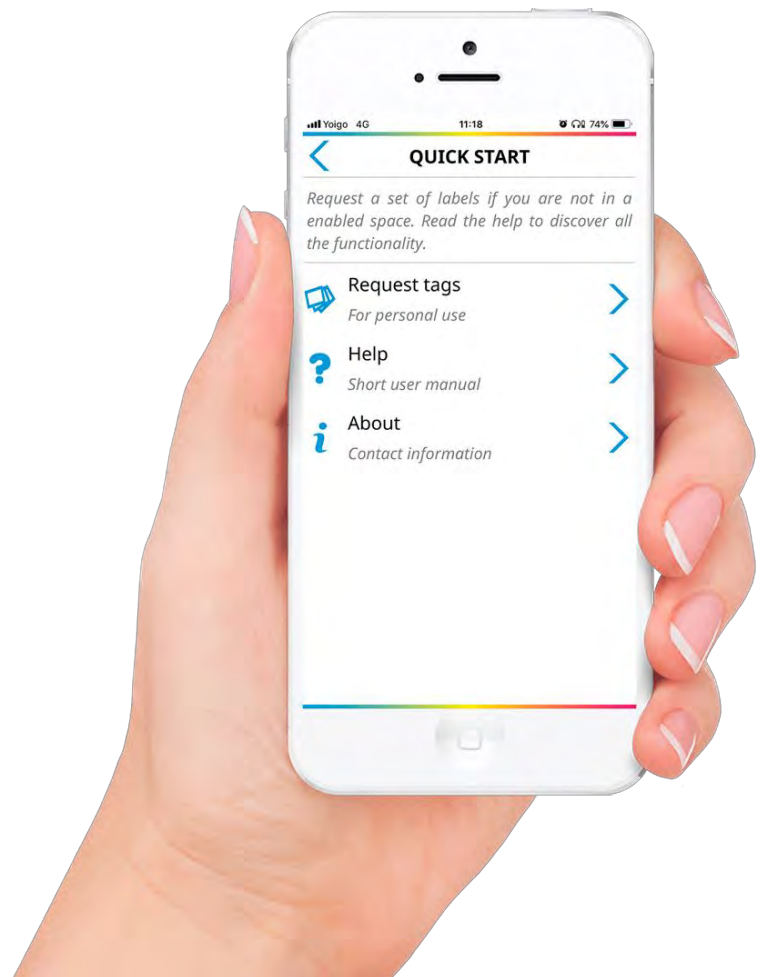 Yoigo 4G 11:18 74%
QUICK START
Request a set of labels if you are not in a
enabled space. Read the help to discover all
the functionality.
Request tags
For personal use
Help
Short user manual
About
Contact information